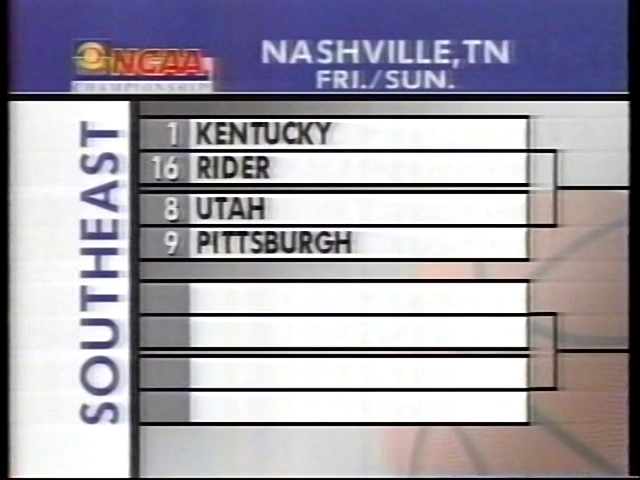 NCAA
CHAMPIONSHIP
NASHVILLE,TN
FRI./SUN.
SOUTHEAST
1 KENTUCKY
16 RIDER
8 UTAH
9 PITTSBURGH